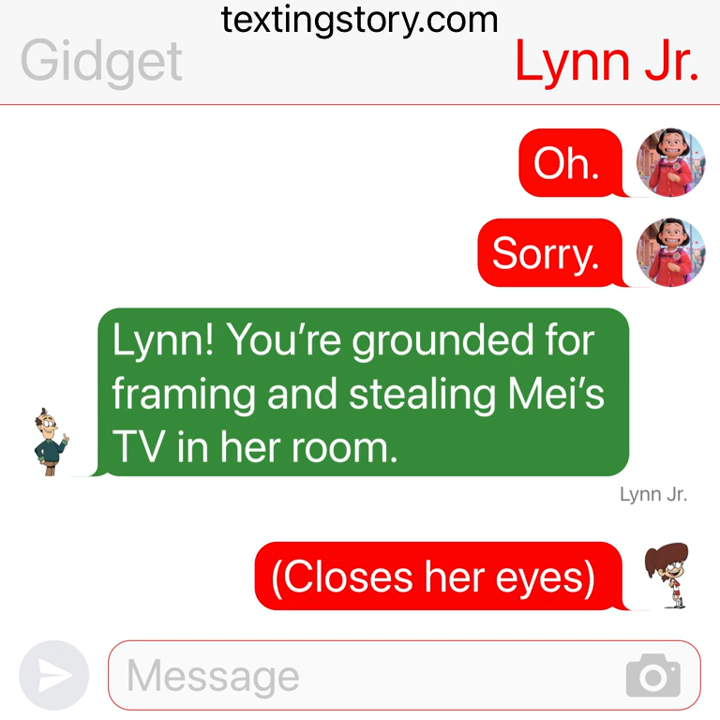 textingstory.com
Gidget
Lynn Jr.
Oh.
Sorry.
Lynn! You’re grounded for
framing and stealing Mei’s
TV in her room.
Lynn Jr.
(Closes her eyes)
Message